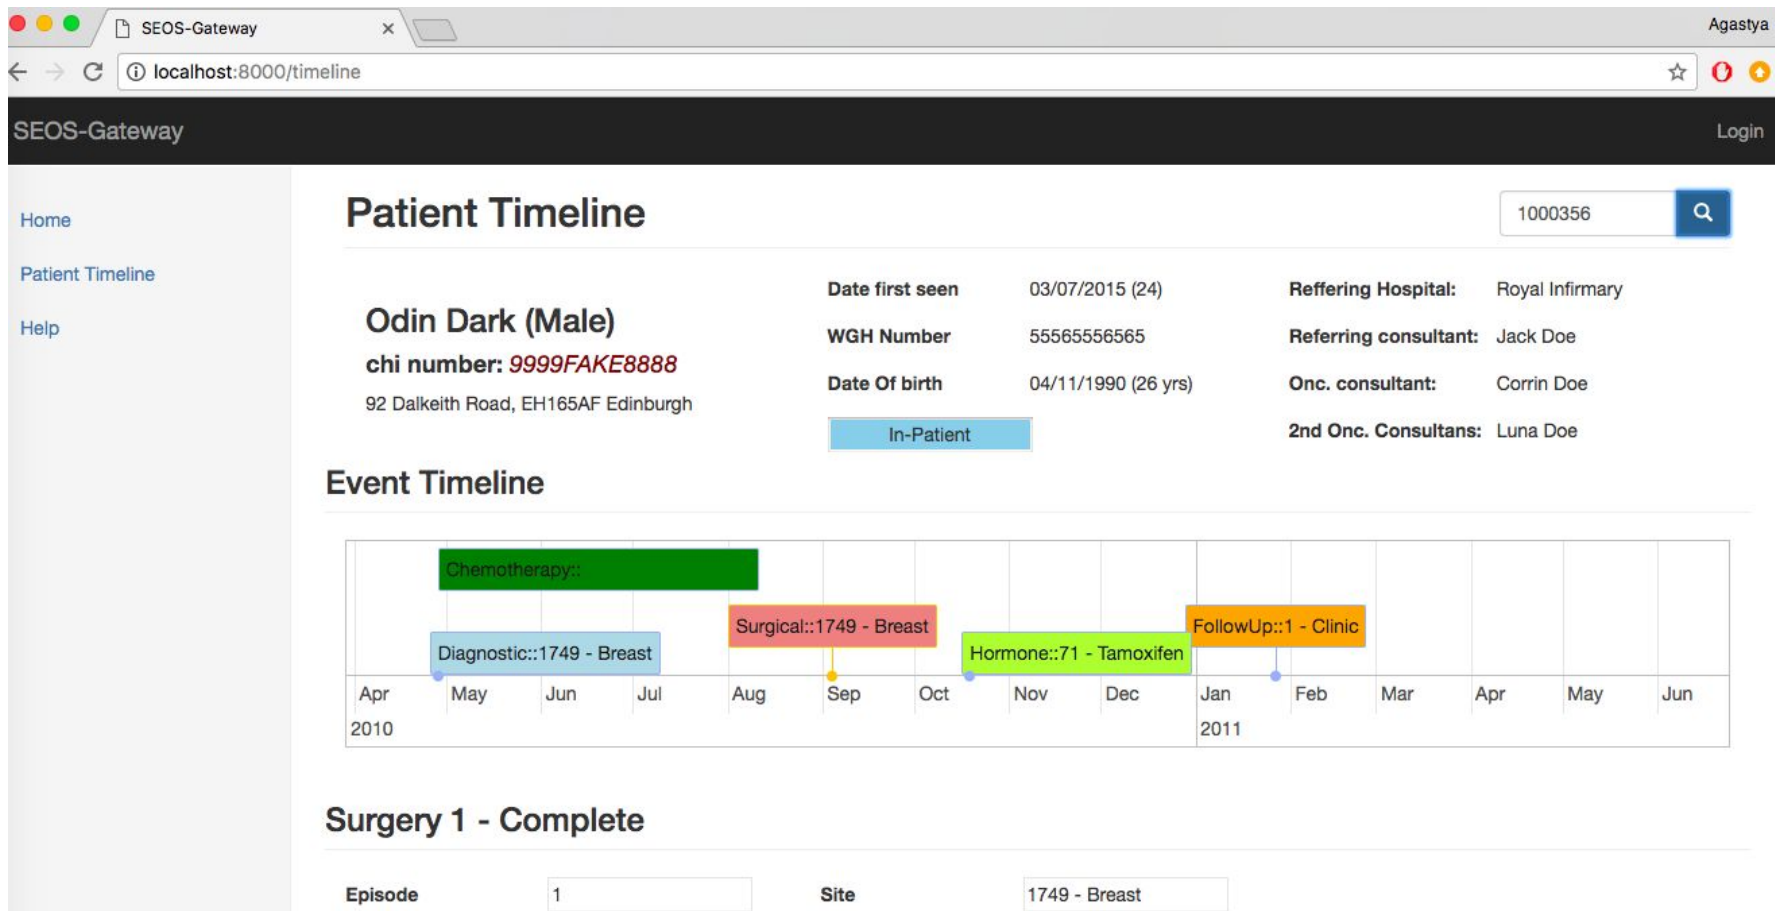 SEOS-Gateway
Agastya
localhost:8000/timeline
SEOS-Gateway
Login
Home
Patient Timeline
Help
Patient Timeline
1000356
Odin Dark (Male)
chi number: 9999FAKE8888
92 Dalkeith Road, EH165AF Edinburgh
Date first seen 03/07/2015 (24)
WGH Number 55565556565
Date Of birth 04/11/1990 (26 yrs)
In-Patient
Reffering Hospital: Royal Infirmary
Referring consultant: Jack Doe
Onc. consultant: Corrin Doe
2nd Onc. Consultans: Luna Doe
Event Timeline
Chemotherapy::
Surgical::1749 - Breast
FollowUp::1 - Clinic
Diagnostic::1749 - Breast
Hormone::71 - Tamoxifen
Apr May Jun Jul Aug Sep Oct Nov Dec Jan Feb Mar Apr May Jun
2010 2011
Surgery 1 - Complete
Episode 1 Site 1749 - Breast